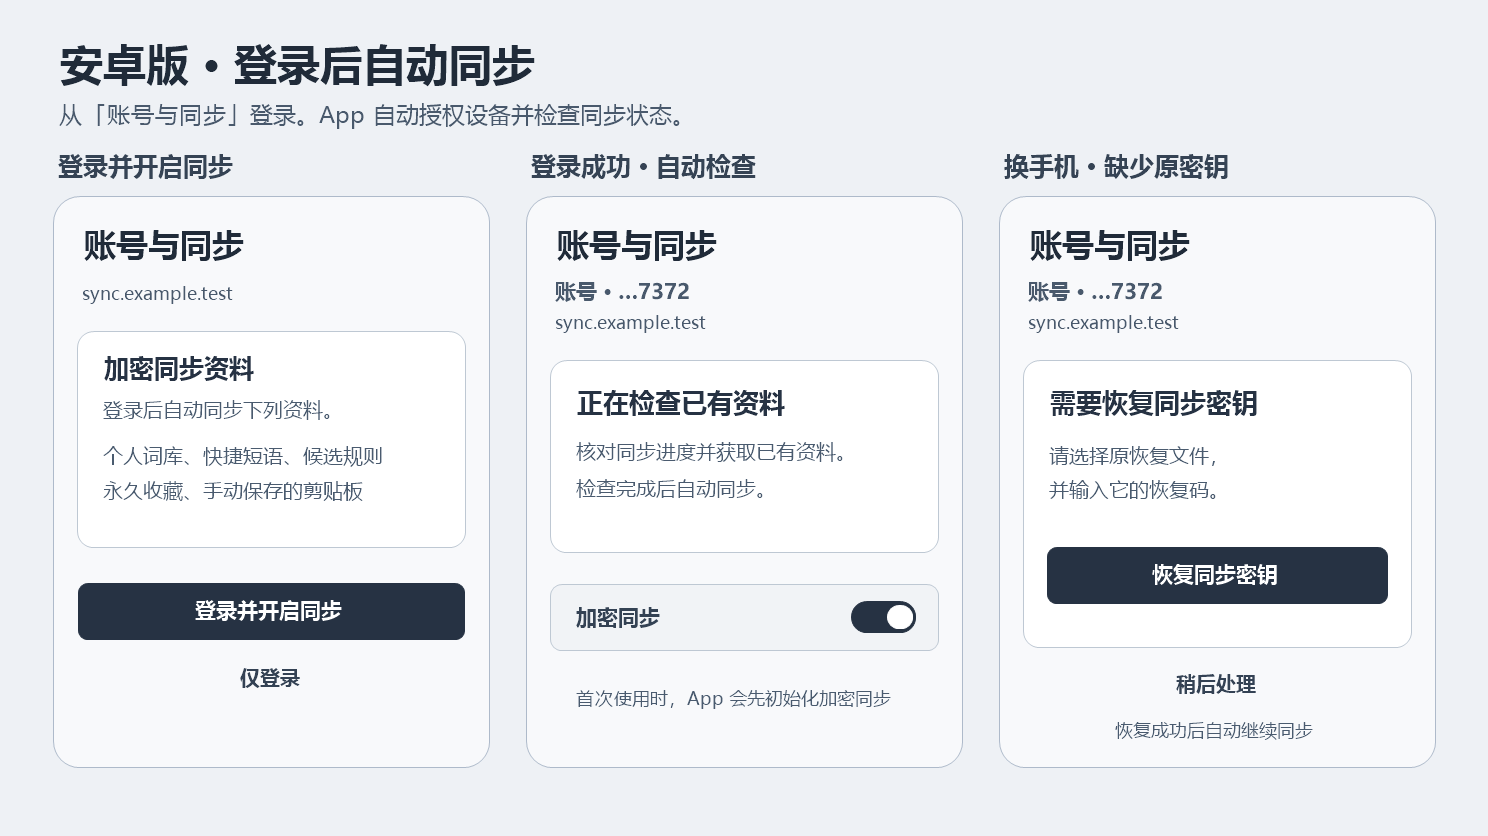 安卓版・登录后自动同步
从「账号与同步」登录。App 自动授权设备并检查同步状态。
登录并开启同步
账号与同步
sync.example.test
加密同步资料
登录后自动同步下列资料。
个人词库、快捷短语、候选规则
永久收藏、手动保存的剪贴板
登录并开启同步
仅登录
登录成功・自动检查
账号与同步
账号・...7372
sync.example.test
正在检查已有资料
核对同步进度并获取已有资料。
检查完成后自动同步。
加密同步
首次使用时，App 会先初始化加密同步
换手机・缺少原密钥
账号与同步
账号・...7372
sync.example.test
需要恢复同步密钥
请选择原恢复文件，
并输入它的恢复码。
恢复同步密钥
稍后处理
恢复成功后自动继续同步